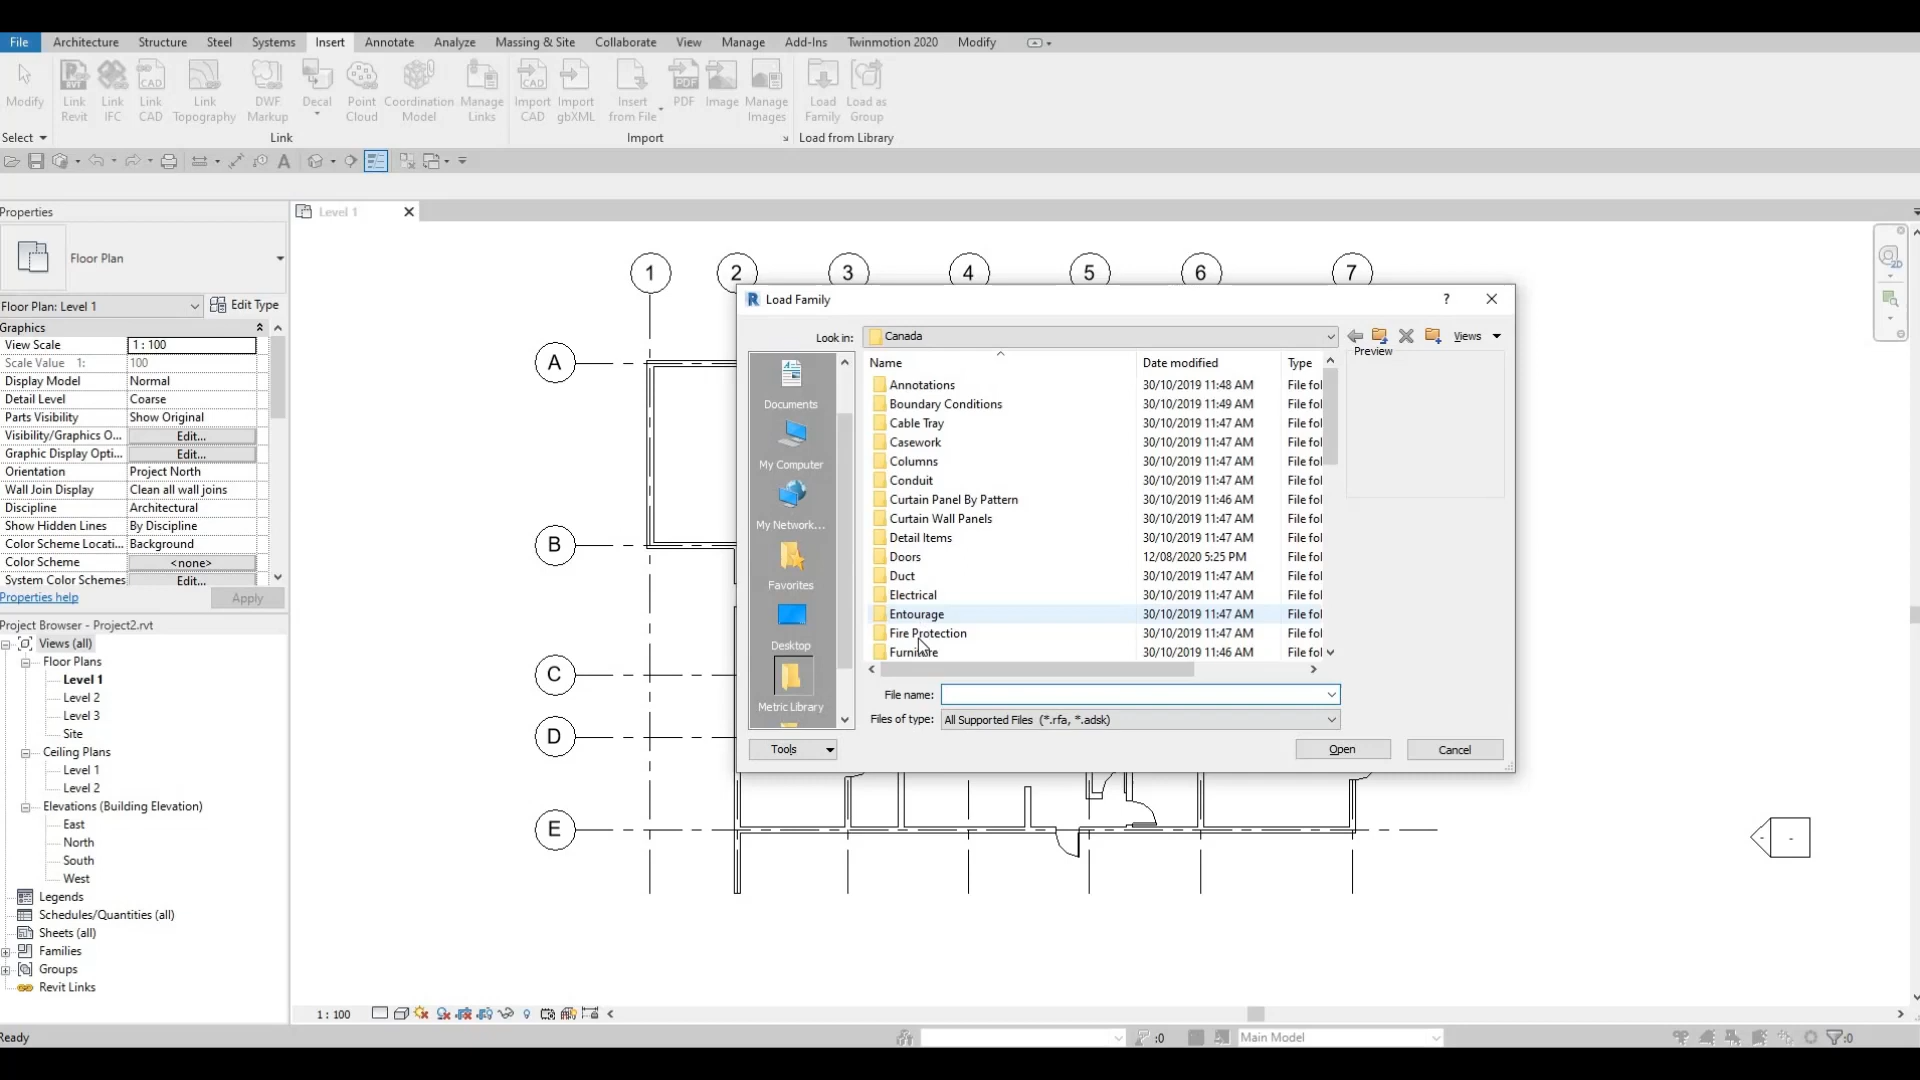 File Architecture Structure Steel Systems Insert Annotate Analyze Massing & Site Collaborate View Manage Add-Ins Twinmotion 2020 Modify
Modify
Link Revit
Link IFC
Link CAD
Link Topography
DWF Markup
Decal
Point Cloud
Coordination Model
Manage Links
Import CAD
Import gbXML
Insert from File
PDF
Image
Manage Images
Load Family
Load as Group
Select
Link
Import
Load from Library
Properties
Level 1
Floor Plan
Floor Plan: Level 1
Edit Type
Graphics
View Scale 1 : 100
Scale Value 1: 100
Display Model Normal
Detail Level Coarse
Parts Visibility Show Original
Visibility/Graphics O... Edit...
Graphic Display Opti... Edit...
Orientation Project North
Wall Join Display Clean all wall joins
Discipline Architectural
Show Hidden Lines By Discipline
Color Scheme Locati... Background
Color Scheme <none>
System Color Schemes Edit...
Properties help
Apply
Project Browser - Project2.rvt
Views (all)
Floor Plans
Level 1
Level 2
Level 3
Site
Ceiling Plans
Level 1
Level 2
Elevations (Building Elevation)
East
North
South
West
Legends
Schedules/Quantities (all)
Sheets (all)
Families
Groups
Revit Links
1 2 3 4 5 6 7
A
B
C
D
E
Load Family
?
Look in: Canada
Views
Documents
My Computer
My Network...
Favorites
Desktop
Metric Library
Name Date modified Type
Annotations 30/10/2019 11:48 AM File fol
Boundary Conditions 30/10/2019 11:49 AM File fol
Cable Tray 30/10/2019 11:47 AM File fol
Casework 30/10/2019 11:47 AM File fol
Columns 30/10/2019 11:47 AM File fol
Conduit 30/10/2019 11:47 AM File fol
Curtain Panel By Pattern 30/10/2019 11:46 AM File fol
Curtain Wall Panels 30/10/2019 11:47 AM File fol
Detail Items 30/10/2019 11:47 AM File fol
Doors 12/08/2020 5:25 PM File fol
Duct 30/10/2019 11:47 AM File fol
Electrical 30/10/2019 11:47 AM File fol
Entourage 30/10/2019 11:47 AM File fol
Fire Protection 30/10/2019 11:47 AM File fol
Furniture 30/10/2019 11:46 AM File fol
Preview
File name:
Files of type: All Supported Files (*.rfa, *.adsk)
Tools
Open
Cancel
1 : 100
Ready
:0
Main Model
:0